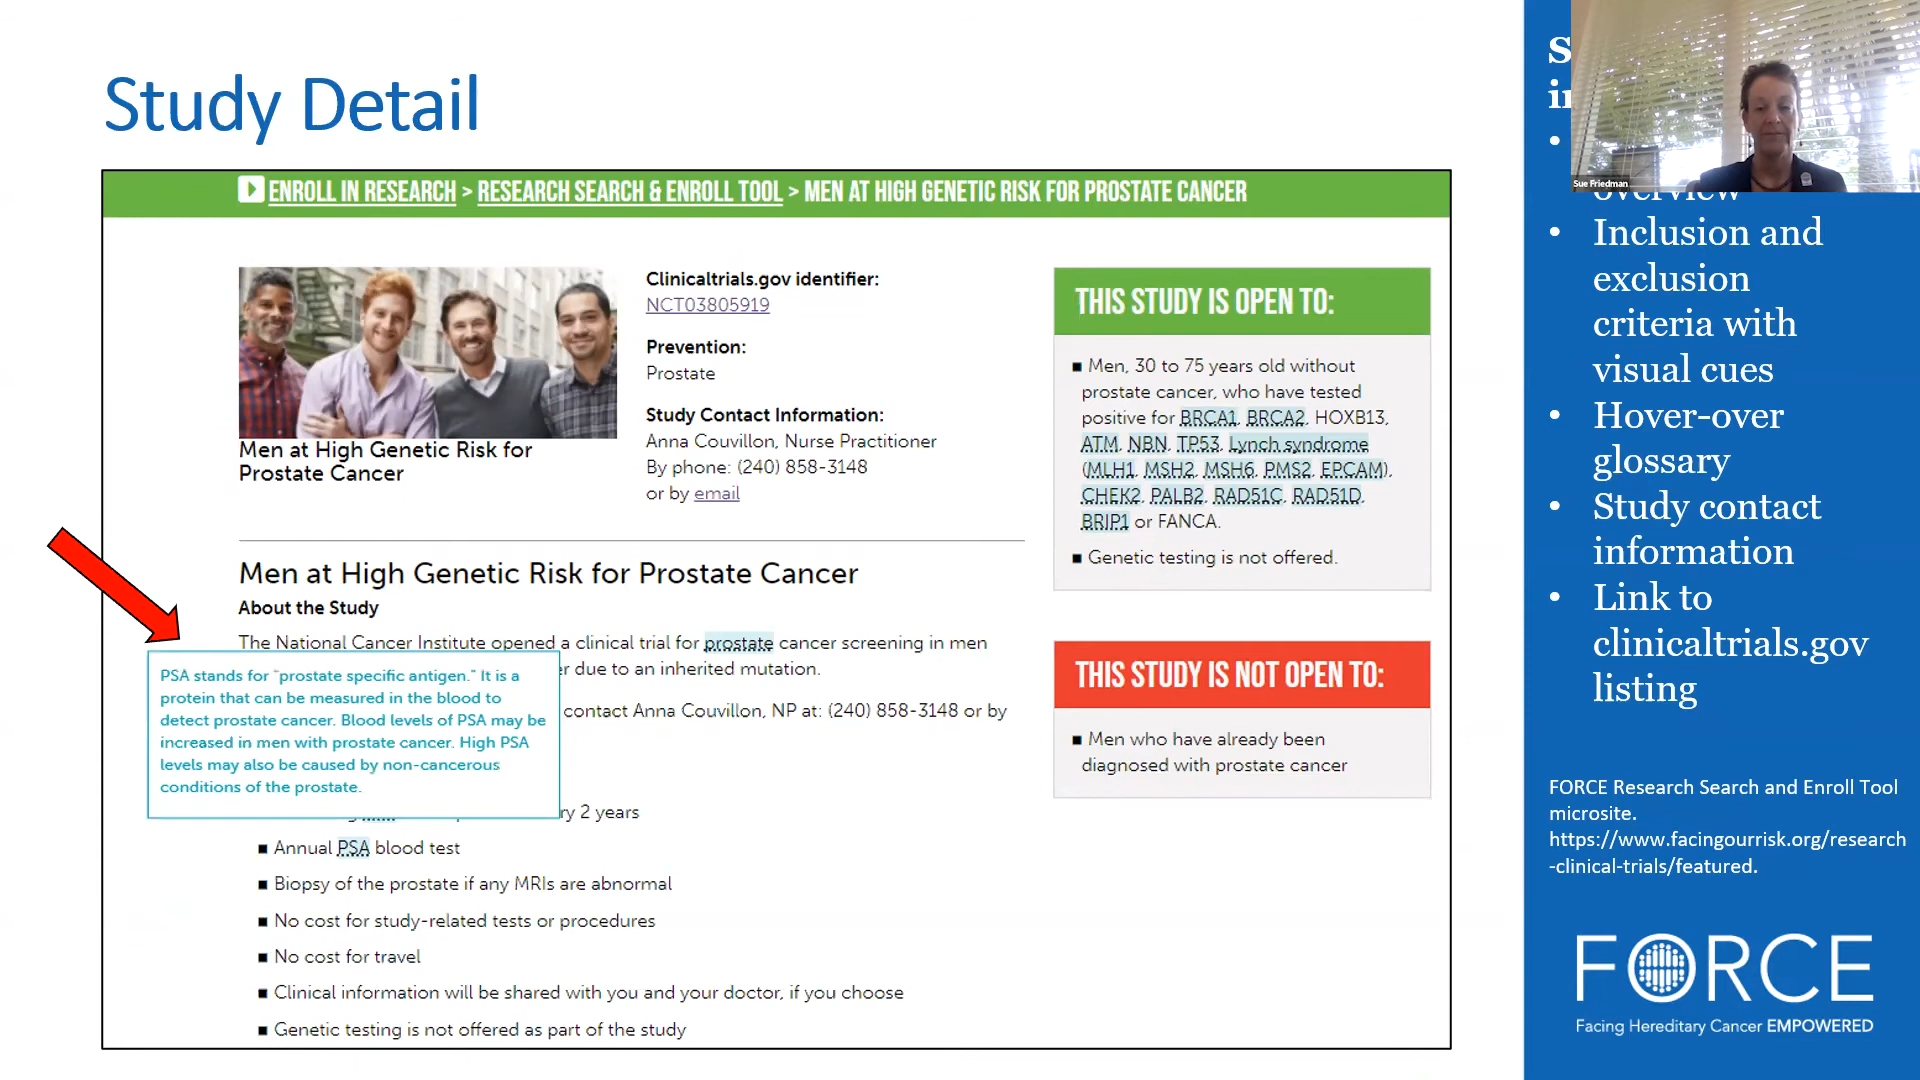 Study Detail
ENROLL IN RESEARCH > RESEARCH SEARCH & ENROLL TOOL > MEN AT HIGH GENETIC RISK FOR PROSTATE CANCER
Men at High Genetic Risk for
Prostate Cancer
Clinicaltrials.gov identifier:
NCT03805919
Prevention:
Prostate
Study Contact Information:
Anna Couvillon, Nurse Practitioner
By phone: (240) 858-3148
or by email
Men at High Genetic Risk for Prostate Cancer
About the Study
The National Cancer Institute opened a clinical trial for prostate cancer screening in men
due to an inherited mutation.
contact Anna Couvillon, NP at: (240) 858-3148 or by
PSA stands for "prostate specific antigen." It is a
protein that can be measured in the blood to
detect prostate cancer. Blood levels of PSA may be
increased in men with prostate cancer. High PSA
levels may also be caused by non-cancerous
conditions of the prostate.
2 years
■ Annual PSA blood test
■ Biopsy of the prostate if any MRIs are abnormal
■ No cost for study-related tests or procedures
■ No cost for travel
■ Clinical information will be shared with you and your doctor, if you choose
■ Genetic testing is not offered as part of the study
THIS STUDY IS OPEN TO:
■ Men, 30 to 75 years old without
prostate cancer, who have tested
positive for BRCA1, BRCA2, HOXB13,
ATM, NBN, TP53, Lynch syndrome
(MLH1, MSH2, MSH6, PMS2, EPCAM),
CHEK2, PALB2, RAD51C, RAD51D,
BRIP1 or FANCA.
■ Genetic testing is not offered.
THIS STUDY IS NOT OPEN TO:
■ Men who have already been
diagnosed with prostate cancer
Sue Friedman
overview
• Inclusion and
exclusion
criteria with
visual cues
• Hover-over
glossary
• Study contact
information
• Link to
clinicaltrials.gov
listing
FORCE Research Search and Enroll Tool
microsite.
https://www.facingourrisk.org/research
-clinical-trials/featured.
FORCE
Facing Hereditary Cancer EMPOWERED